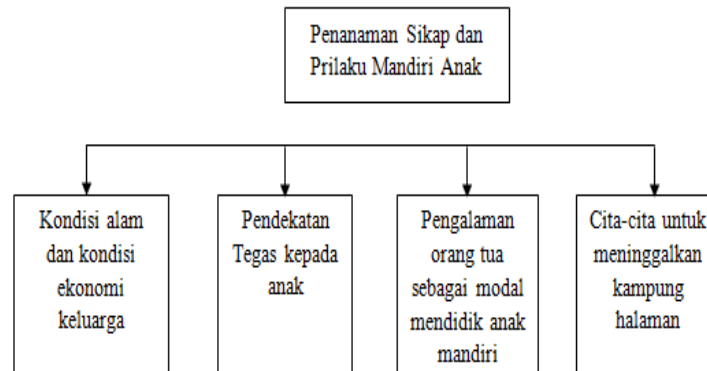 Penanaman Sikap dan
Prilaku Mandiri Anak
Kondisi alam
dan kondisi
ekonomi
keluarga
Pendekatan
Tegas kepada
anak
Pengalaman
orang tua
sebagai modal
mendidik anak
mandiri
Cita-cita untuk
meninggalkan
kampung
halaman